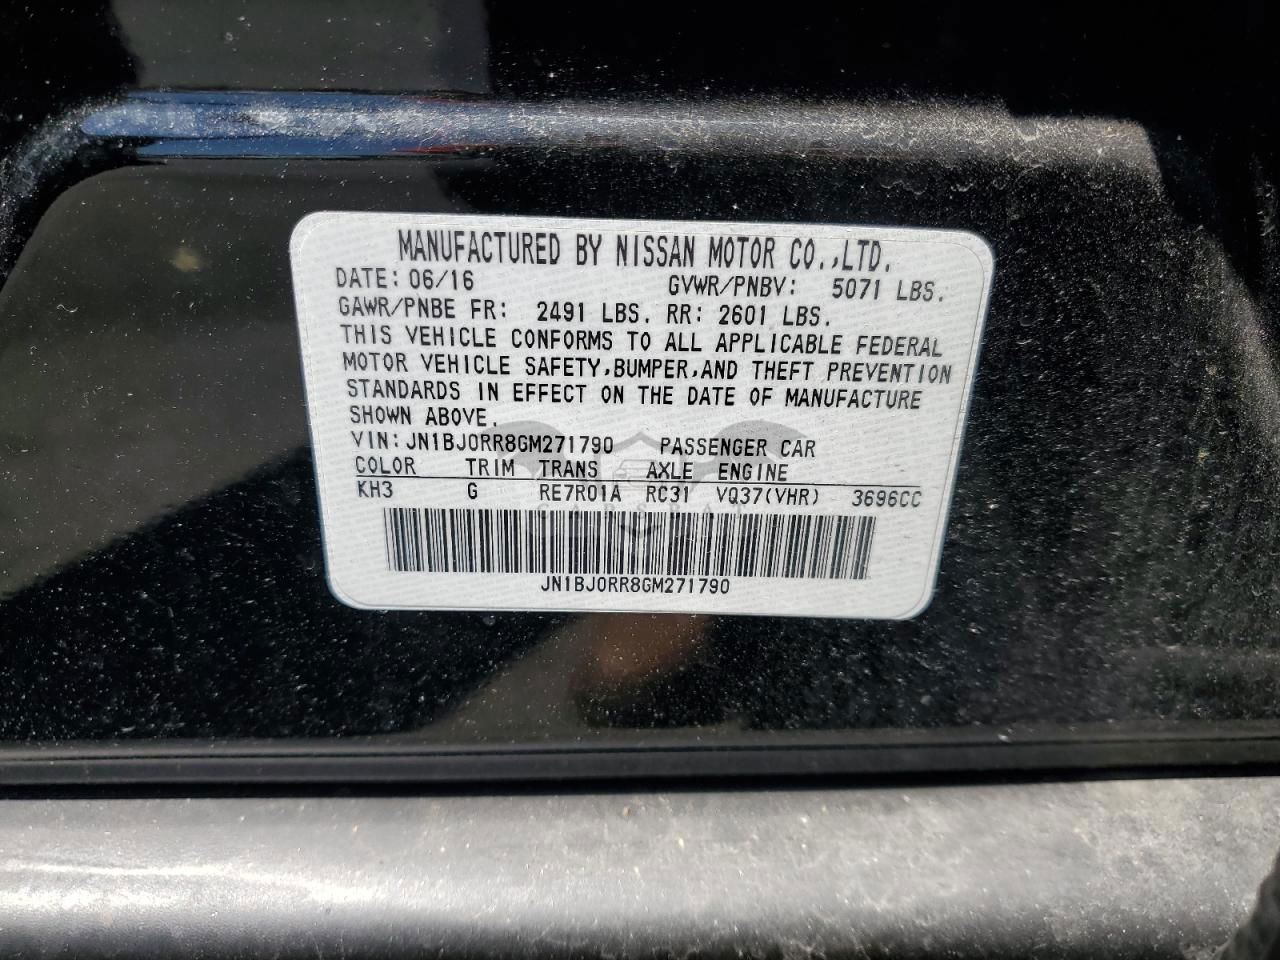 MANUFACTURED BY NISSAN MOTOR CO.,LTD.
DATE: 06/16 GVWR/PNBV: 5071 LBS.
GAWR/PNBE FR: 2491 LBS. RR: 2601 LBS.
THIS VEHICLE CONFORMS TO ALL APPLICABLE FEDERAL
MOTOR VEHICLE SAFETY,BUMPER,AND THEFT PREVENTION
STANDARDS IN EFFECT ON THE DATE OF MANUFACTURE
SHOWN ABOVE.
VIN:JN1BJ0RR8GM271790 PASSENGER CAR
COLOR TRIM TRANS AXLE ENGINE
KH3 G RE7R01A RC31 VQ37(VHR) 3696CC
JN1BJ0RR8GM271790